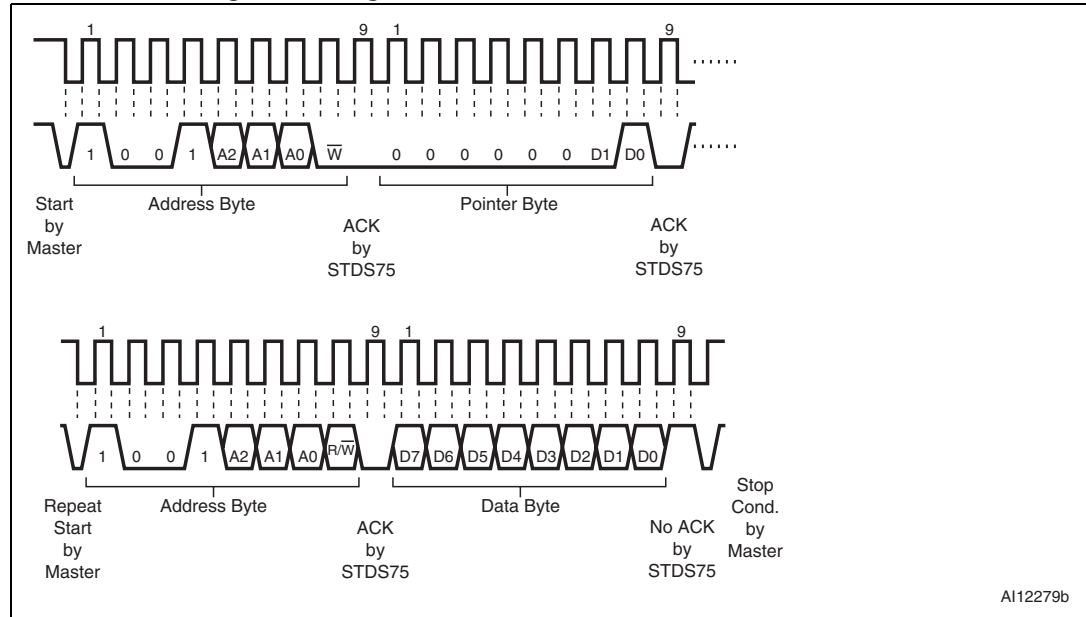 1 9 1 9
1 0 0 1 A2 A1 A0 W̅ 0 0 0 0 0 0 D1 D0
Start
by
Master
Address Byte
ACK
by
STDS75
Pointer Byte
ACK
by
STDS75
1 9 1 9
1 0 0 1 A2 A1 A0 R/W̅ D7 D6 D5 D4 D3 D2 D1 D0
Repeat
Start
by
Master
Address Byte
ACK
by
STDS75
Data Byte
No ACK
by
STDS75
Stop
Cond.
by
Master
AI12279b